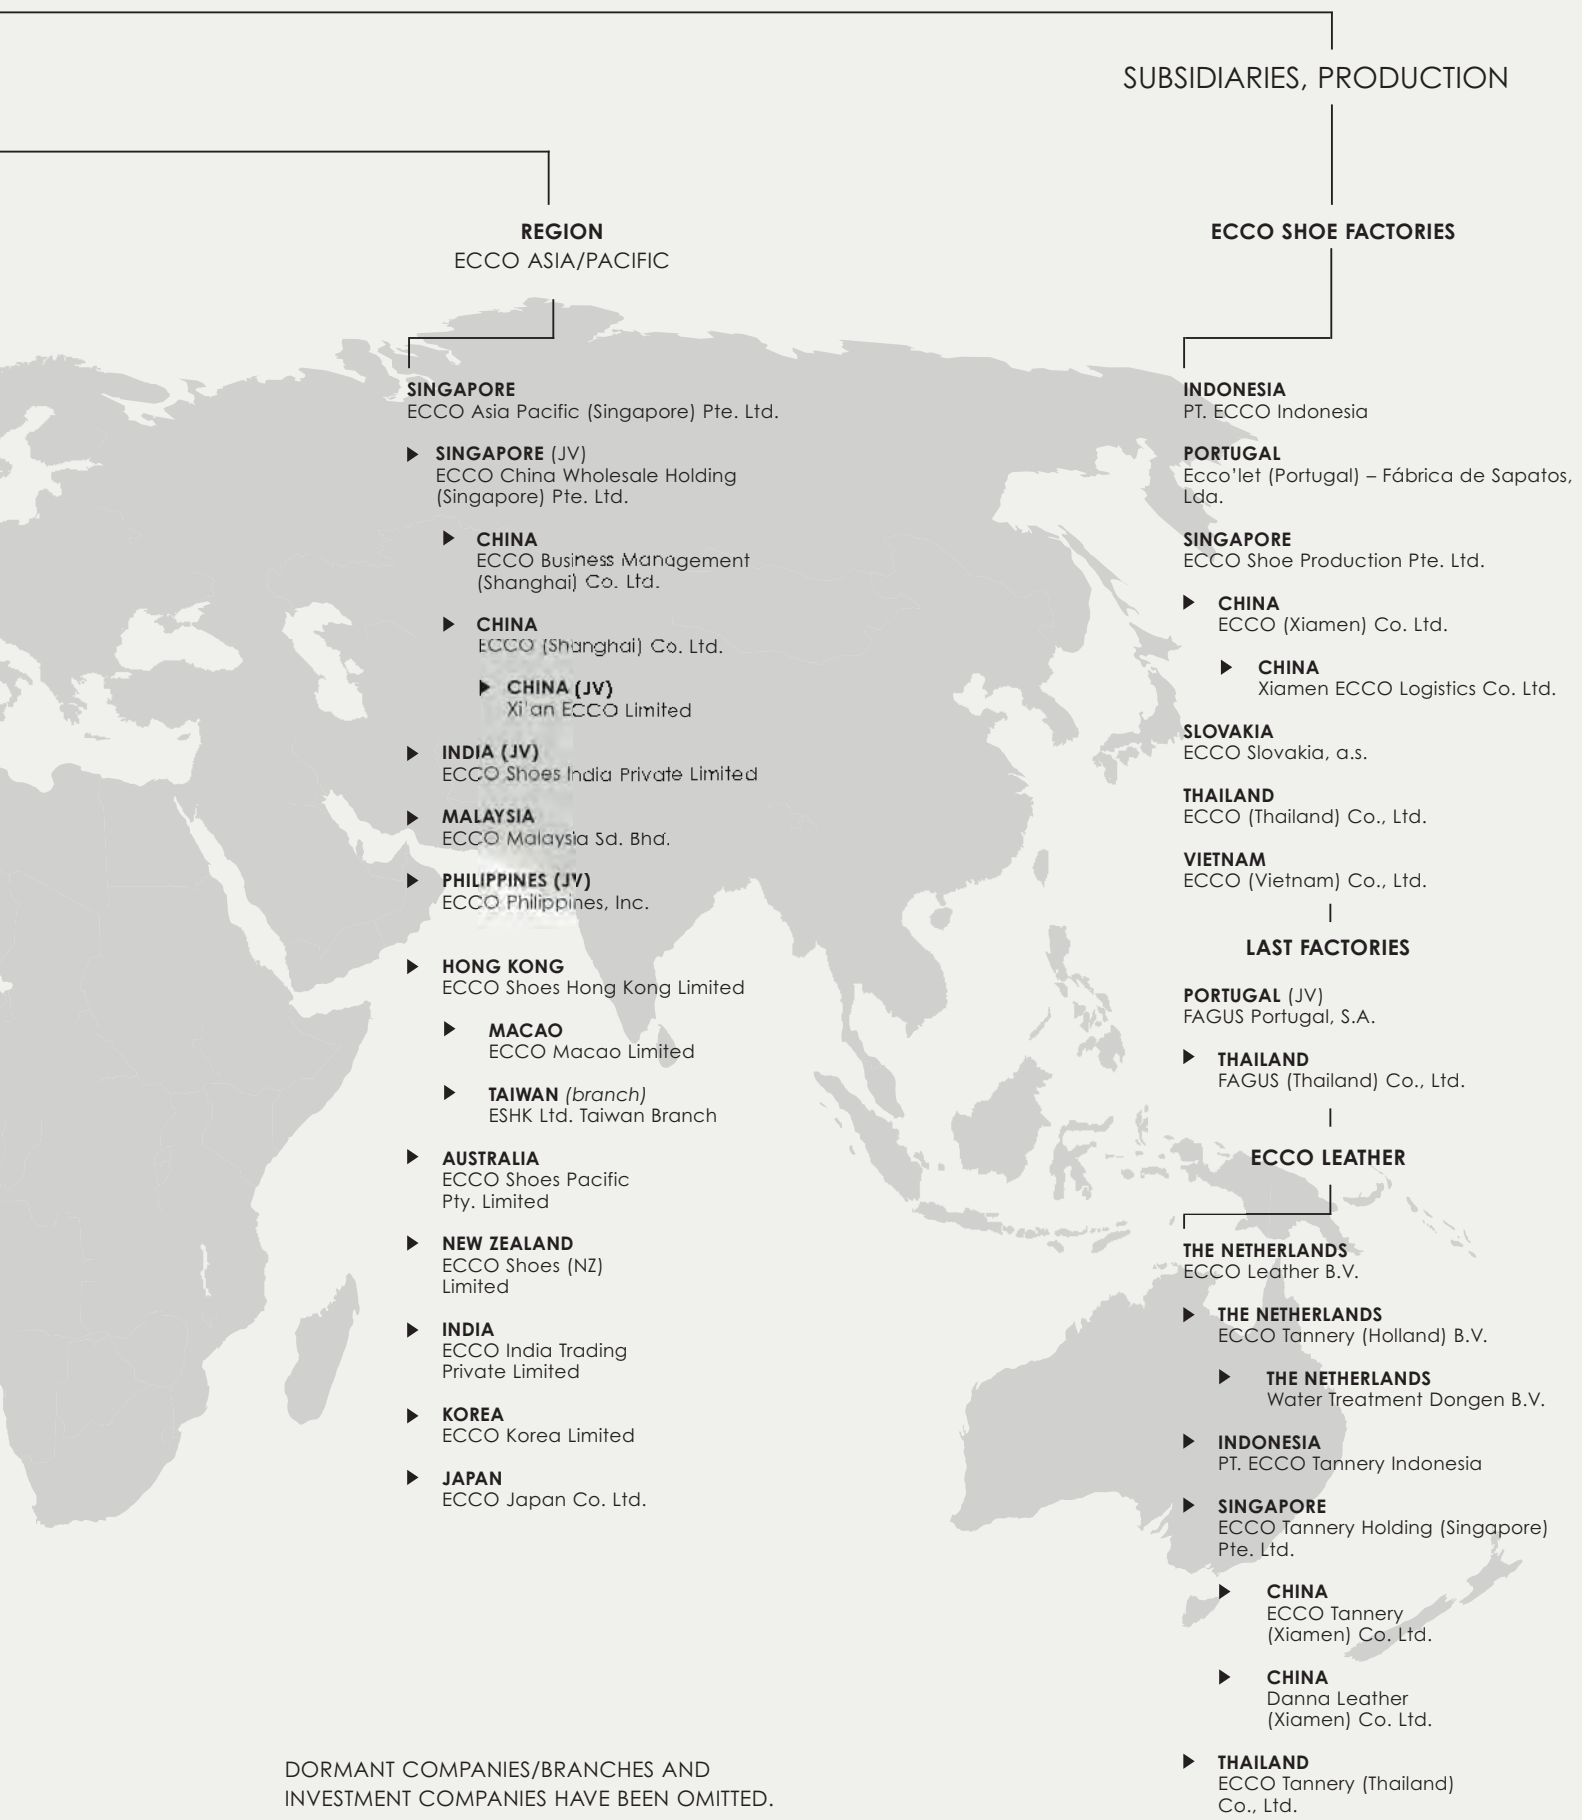 SUBSIDIARIES, PRODUCTION
REGION
ECCO ASIA/PACIFIC
SINGAPORE
ECCO Asia Pacific (Singapore) Pte. Ltd.
SINGAPORE (JV)
ECCO China Wholesale Holding
(Singapore) Pte. Ltd.
CHINA
ECCO Business Management
(Shanghai) Co. Ltd.
CHINA
ECCO (Shanghai) Co. Ltd.
CHINA (JV)
Xi'an ECCO Limited
INDIA (JV)
ECCO Shoes India Private Limited
MALAYSIA
ECCO Malaysia Sd. Bhd.
PHILIPPINES (JV)
ECCO Philippines, Inc.
HONG KONG
ECCO Shoes Hong Kong Limited
MACAO
ECCO Macao Limited
TAIWAN (branch)
ESHK Ltd. Taiwan Branch
AUSTRALIA
ECCO Shoes Pacific
Pty. Limited
NEW ZEALAND
ECCO Shoes (NZ)
Limited
INDIA
ECCO India Trading
Private Limited
KOREA
ECCO Korea Limited
JAPAN
ECCO Japan Co. Ltd.
DORMANT COMPANIES/BRANCHES AND
INVESTMENT COMPANIES HAVE BEEN OMITTED.
ECCO SHOE FACTORIES
INDONESIA
PT. ECCO Indonesia
PORTUGAL
Ecco'let (Portugal) – Fábrica de Sapatos,
Lda.
SINGAPORE
ECCO Shoe Production Pte. Ltd.
CHINA
ECCO (Xiamen) Co. Ltd.
CHINA
Xiamen ECCO Logistics Co. Ltd.
SLOVAKIA
ECCO Slovakia, a.s.
THAILAND
ECCO (Thailand) Co., Ltd.
VIETNAM
ECCO (Vietnam) Co., Ltd.
LAST FACTORIES
PORTUGAL (JV)
FAGUS Portugal, S.A.
THAILAND
FAGUS (Thailand) Co., Ltd.
ECCO LEATHER
THE NETHERLANDS
ECCO Leather B.V.
THE NETHERLANDS
ECCO Tannery (Holland) B.V.
THE NETHERLANDS
Water Treatment Dongen B.V.
INDONESIA
PT. ECCO Tannery Indonesia
SINGAPORE
ECCO Tannery Holding (Singapore)
Pte. Ltd.
CHINA
ECCO Tannery
(Xiamen) Co. Ltd.
CHINA
Danna Leather
(Xiamen) Co. Ltd.
THAILAND
ECCO Tannery (Thailand)
Co., Ltd.